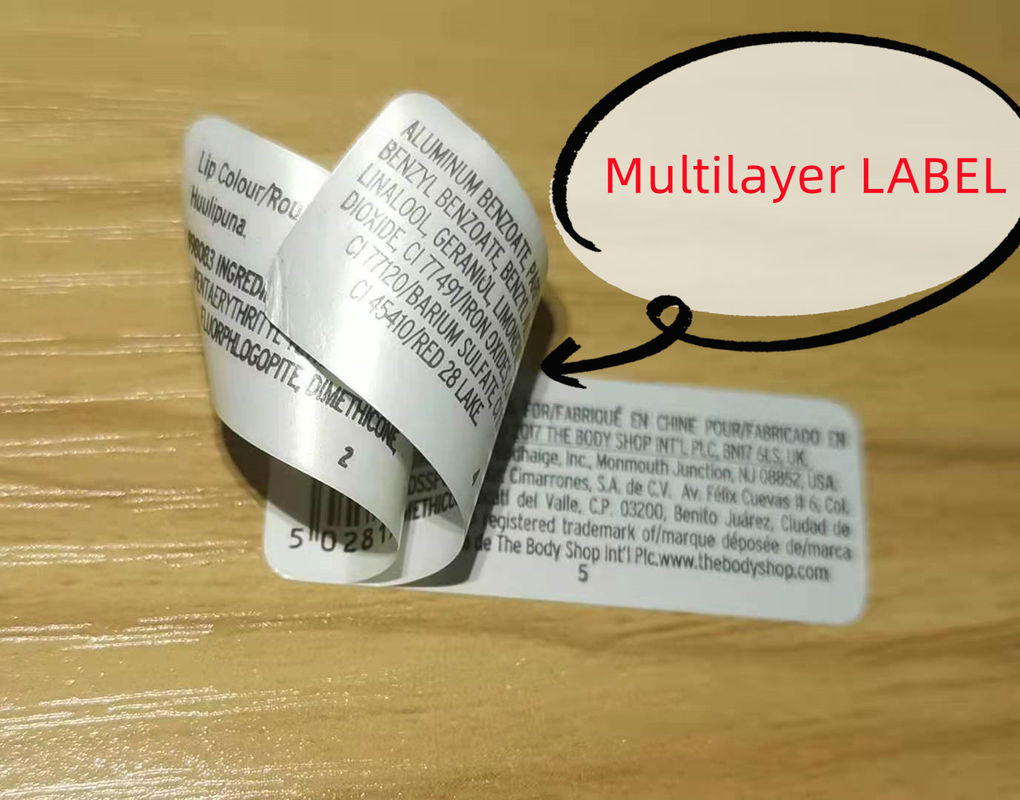 Multilayer LABEL
Lip Colour/Rou
Huulipuna.
INGREDI
PENTAERYTHRITYL
FLUORPHLOGOPITE, DIMETHICONE,
2
ALUMINUM BENZOATE,
BENZYL BENZOATE, BENZYL
LINALOOL, GERANIOL, LIMONENE
DIOXIDE, CI 77491/IRON OXIDES
CI 77120/BARIUM SULFATE,
CI 45410/RED 28 LAKE
4
5 0281
FOR/FABRIQUÉ EN CHINE POUR/FABRICADO EN
2017 THE BODY SHOP INT'L PLC, BN17 6LS, UK.
Inc., Monmouth Junction, NJ 08852, USA.
Cimarrones, S.A. de C.V. Av. Félix Cuevas # 6, Col.
del Valle, C.P. 03200, Benito Juárez, Ciudad de
registered trademark of/marque déposée de/marca
de The Body Shop Int'l Plc.www.thebodyshop.com
5